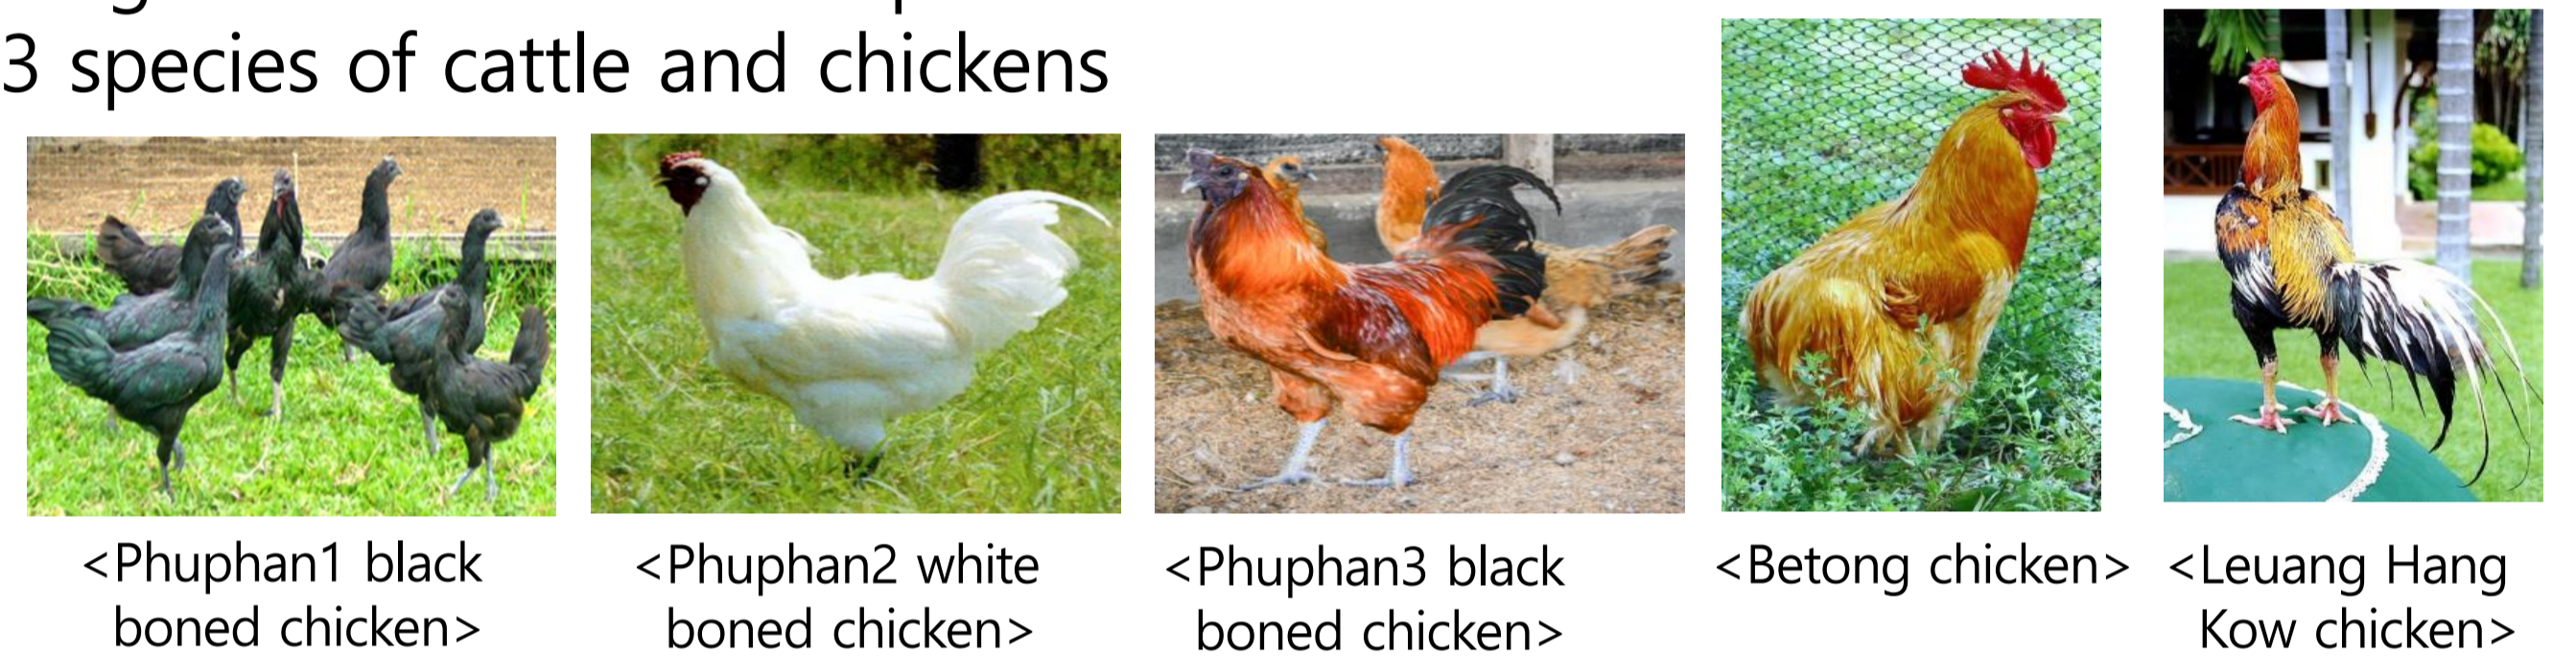 3 species of cattle and chickens
<Phuphan1 black
boned chicken>
<Phuphan2 white
boned chicken>
<Phuphan3 black
boned chicken>
<Betong chicken>
<Leuang Hang
Kow chicken>